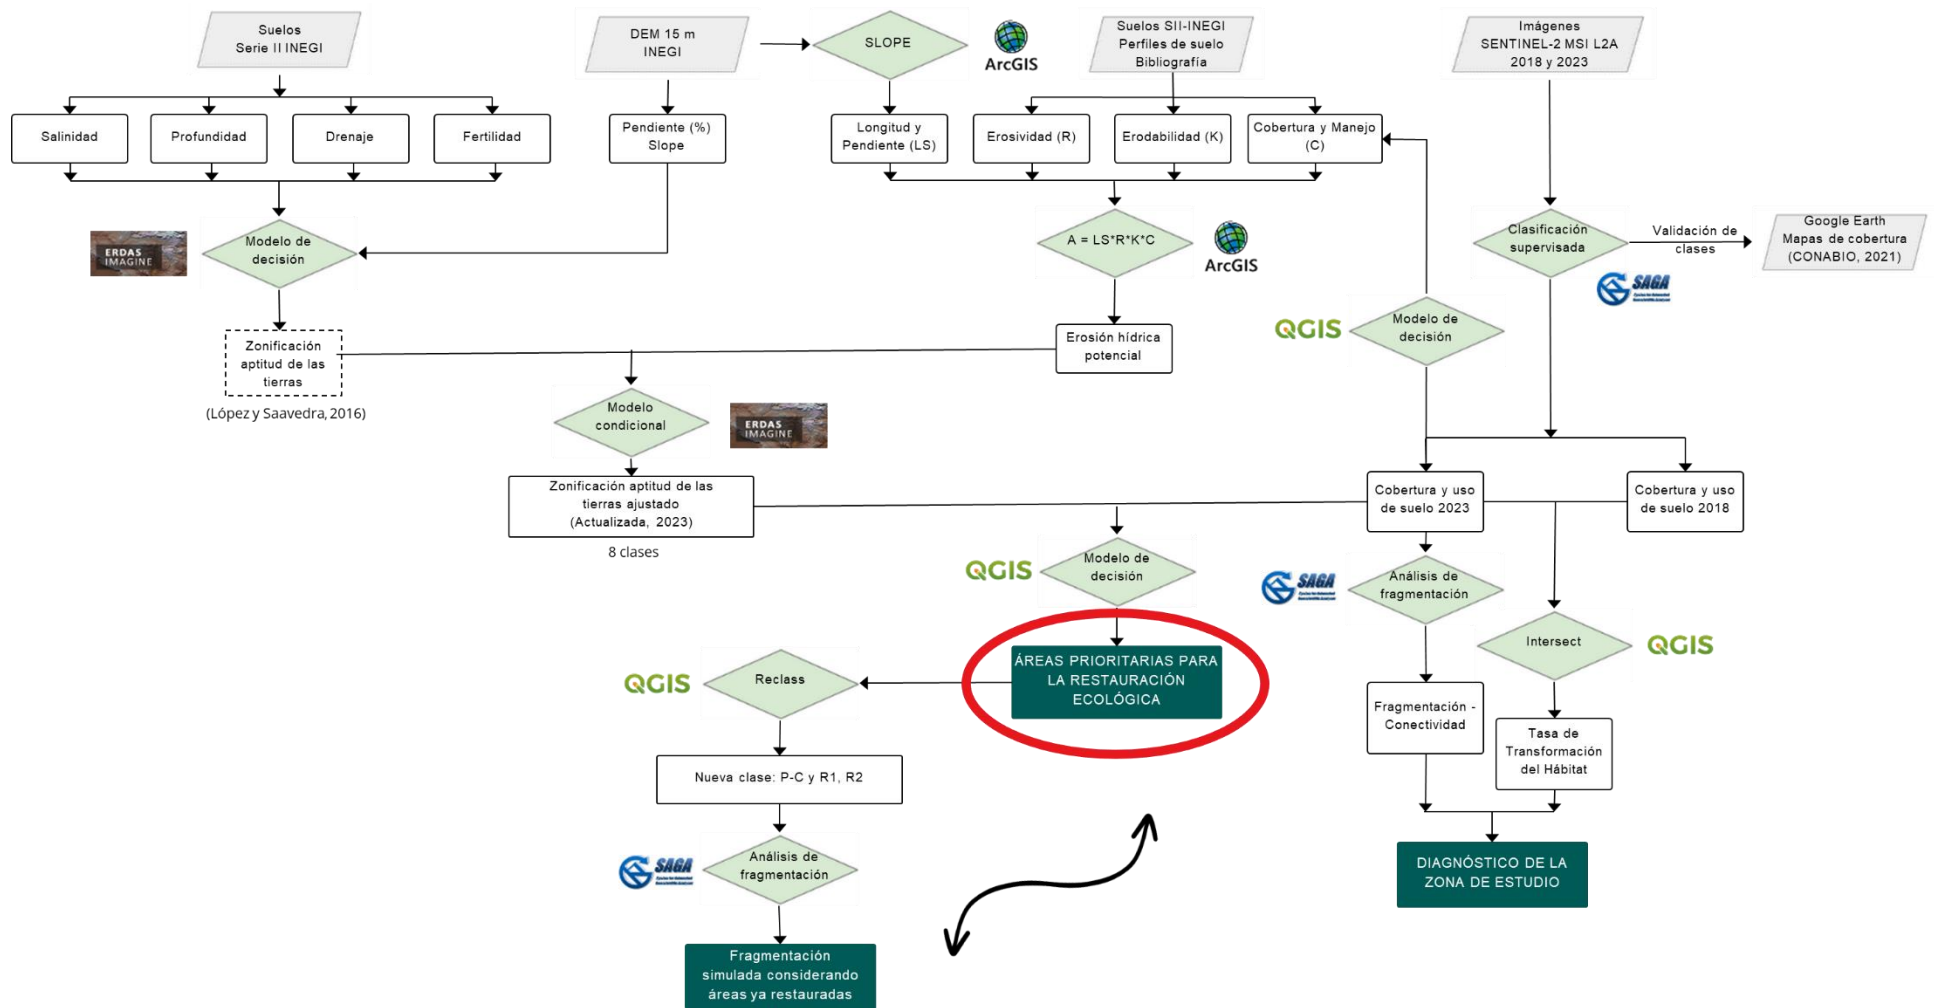 Suelos
Serie II INEGI
DEM 15 m
INEGI
SLOPE
ArcGIS
Suelos SII-INEGI
Perfiles de suelo
Bibliografía
Imágenes
SENTINEL-2 MSI L2A
2018 y 2023
Salinidad
Profundidad
Drenaje
Fertilidad
Pendiente (%)
Slope
Longitud y
Pendiente (LS)
Erosividad (R)
Erodabilidad (K)
Cobertura y Manejo
(C)
ERDAS
IMAGINE
Modelo de
decisión
A = LS*R*K*C
ArcGIS
Clasificación
supervisada
Validación de
clases
Google Earth
Mapas de cobertura
(CONABIO, 2021)
SAGA
Zonificación
aptitud de las
tierras
(López y Saavedra, 2016)
Erosión hídrica
potencial
QGIS
Modelo de
decisión
Modelo
condicional
ERDAS
IMAGINE
Zonificación aptitud de las
tierras ajustado
(Actualizada, 2023)
8 clases
Cobertura y uso
de suelo 2023
Cobertura y uso
de suelo 2018
QGIS
Modelo de
decisión
SAGA
Análisis de
fragmentación
Intersect
QGIS
ÁREAS PRIORITARIAS PARA
LA RESTAURACIÓN
ECOLÓGICA
QGIS
Reclass
Fragmentación -
Conectividad
Tasa de
Transformación
del Hábitat
Nueva clase: P-C y R1, R2
SAGA
Análisis de
fragmentación
DIAGNÓSTICO DE LA
ZONA DE ESTUDIO
Fragmentación
simulada considerando
áreas ya restauradas